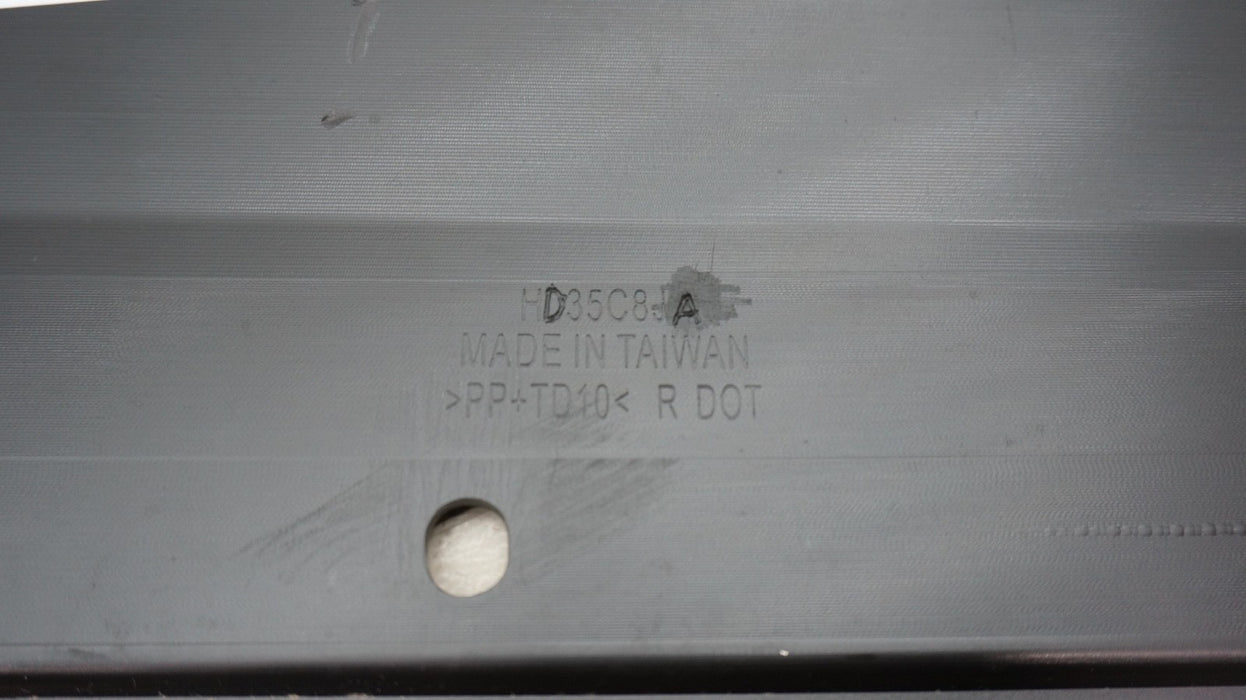 HD35C8JA
MADE IN TAIWAN
>PP+TD10< R DOT